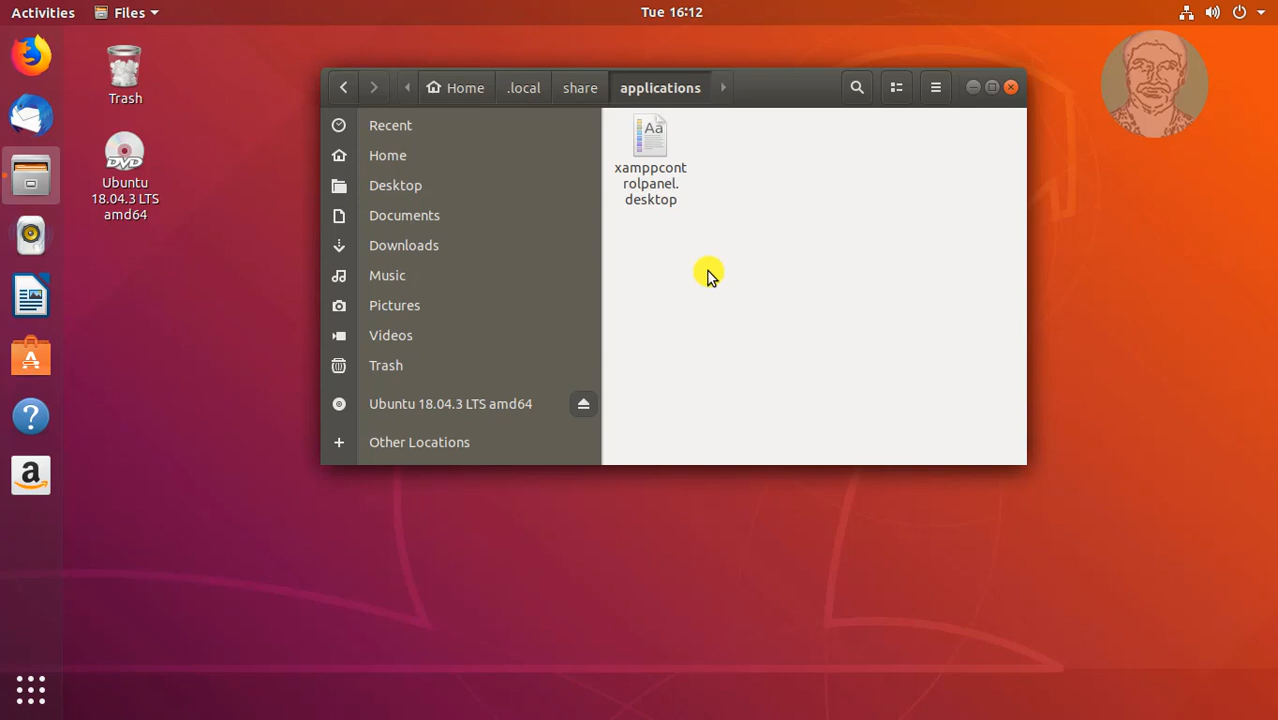 Activities
Files
Tue 16:12
Trash
Ubuntu
18.04.3 LTS
amd64
Home
.local
share
applications
Recent
Home
Desktop
Documents
Downloads
Music
Pictures
Videos
Trash
Ubuntu 18.04.3 LTS amd64
Other Locations
Aa
xamppcont
rolpanel.
desktop
DVD
a